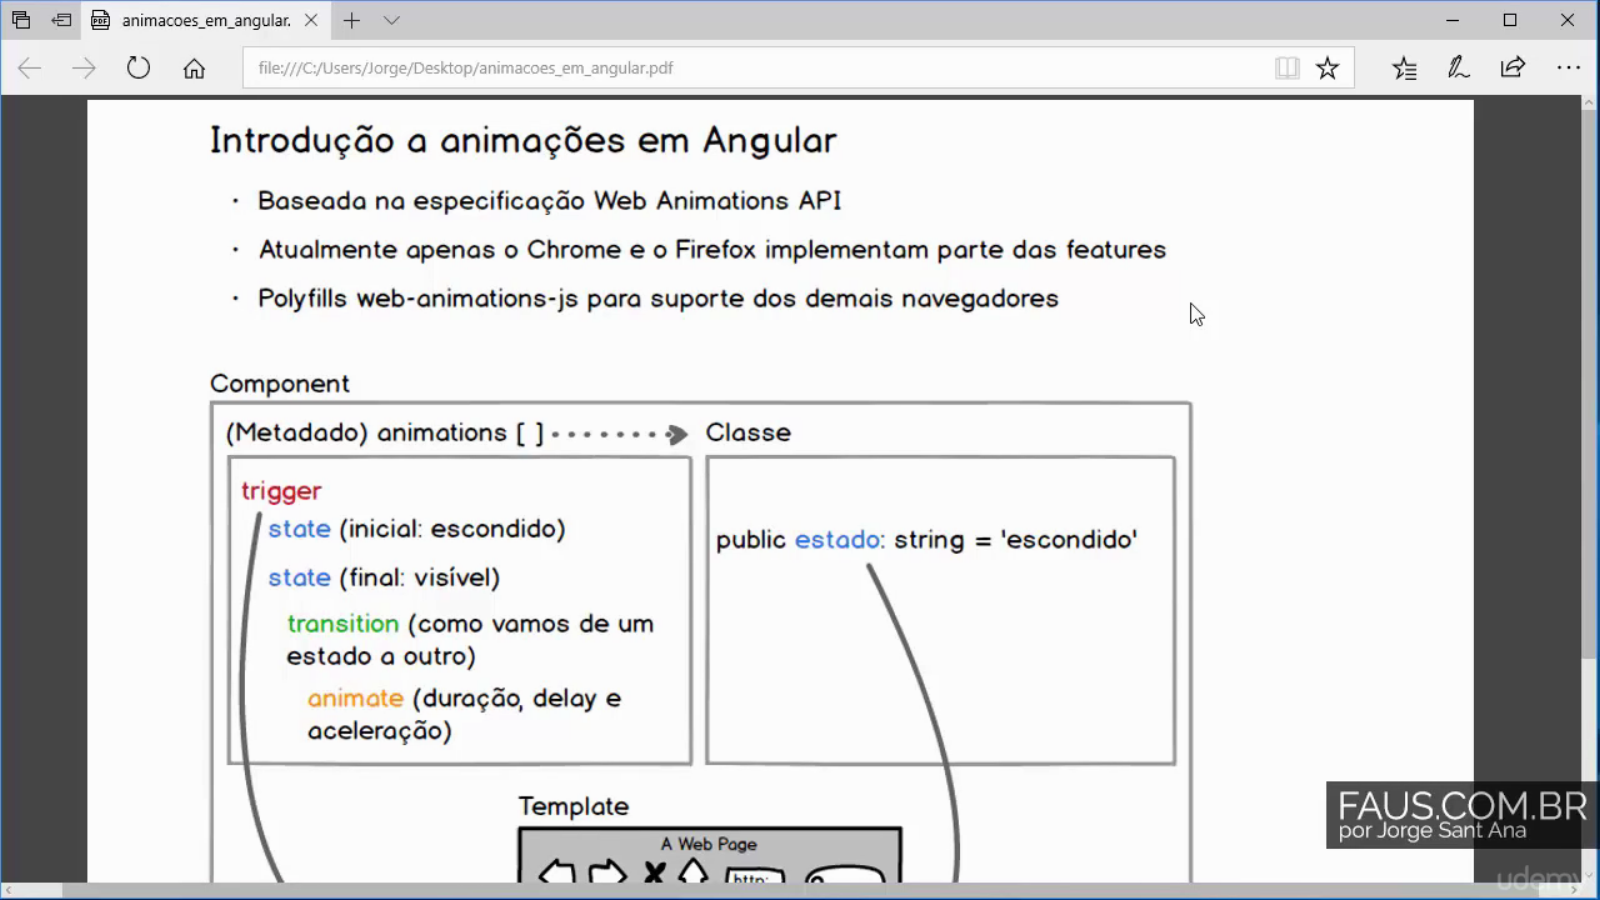 animacoes_em_angular.
file:///C:/Users/Jorge/Desktop/animacoes_em_angular.pdf
Introdução a animações em Angular
· Baseada na especificação Web Animations API
· Atualmente apenas o Chrome e o Firefox implementam parte das features
· Polyfills web-animations-js para suporte dos demais navegadores
Component
(Metadado) animations [ ]
Classe
trigger
state (inicial: escondido)
state (final: visível)
transition (como vamos de um
estado a outro)
animate (duração, delay e
aceleração)
public estado: string = 'escondido'
Template
A Web Page
http:
FAUS.COM.BR
por Jorge Sant Ana
udemy